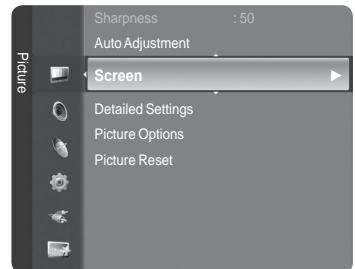 Picture
Sharpness : 50
Auto Adjustment
Screen
Detailed Settings
Picture Options
Picture Reset